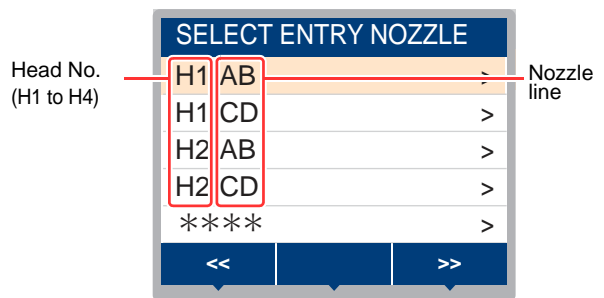 SELECT ENTRY NOZZLE
Head No.
(H1 to H4)
H1 AB >
Nozzle
line
H1 CD >
H2 AB >
H2 CD >
**** >
<< >>